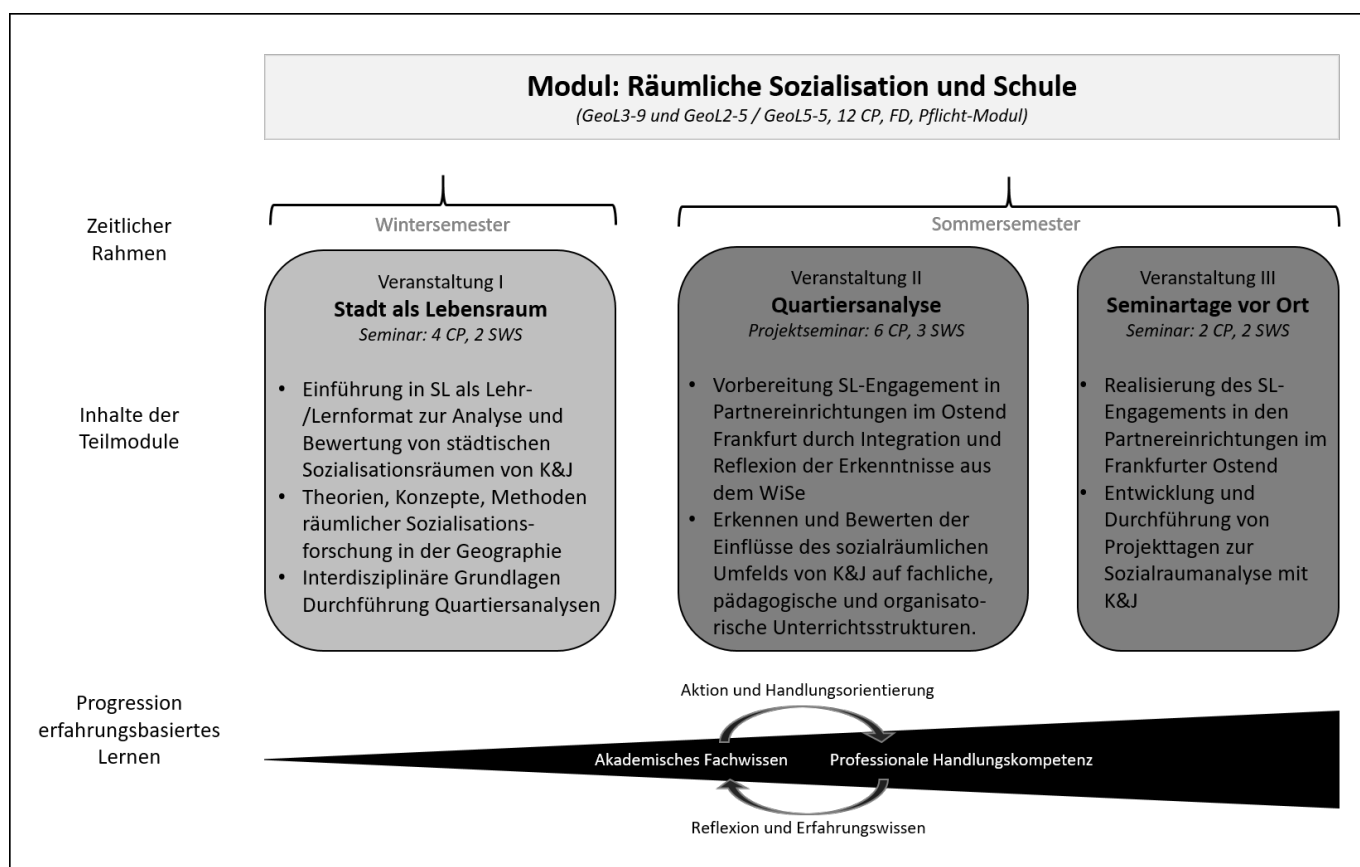 Modul: Räumliche Sozialisation und Schule
(GeoL3-9 und GeoL2-5 / GeoL5-5, 12 CP, FD, Pflicht-Modul)
Zeitlicher
Rahmen
Wintersemester
Sommersemester
Veranstaltung I
Stadt als Lebensraum
Seminar: 4 CP, 2 SWS
• Einführung in SL als Lehr-
/Lernformat zur Analyse und
Bewertung von städtischen
Sozialisationsräumen von K&J
• Theorien, Konzepte, Methoden
räumlicher Sozialisations-
forschung in der Geographie
• Interdisziplinäre Grundlagen
Durchführung Quartiersanalysen
Veranstaltung II
Quartiersanalyse
Projektseminar: 6 CP, 3 SWS
• Vorbereitung SL-Engagement in
Partnereinrichtungen im Ostend
Frankfurt durch Integration und
Reflexion der Erkenntnisse aus
dem WiSe
• Erkennen und Bewerten der
Einflüsse des sozialräumlichen
Umfelds von K&J auf fachliche,
pädagogische und organisato-
rische Unterrichtsstrukturen.
Veranstaltung III
Seminartage vor Ort
Seminar: 2 CP, 2 SWS
• Realisierung des SL-
Engagements in den
Partnereinrichtungen im
Frankfurter Ostend
• Entwicklung und
Durchführung von
Projekttagen zur
Sozialraumanalyse mit
K&J
Inhalte der
Teilmodule
Progression
erfahrungsbasiertes
Lernen
Aktion und Handlungsorientierung
Akademisches Fachwissen
Professionale Handlungskompetenz
Reflexion und Erfahrungswissen